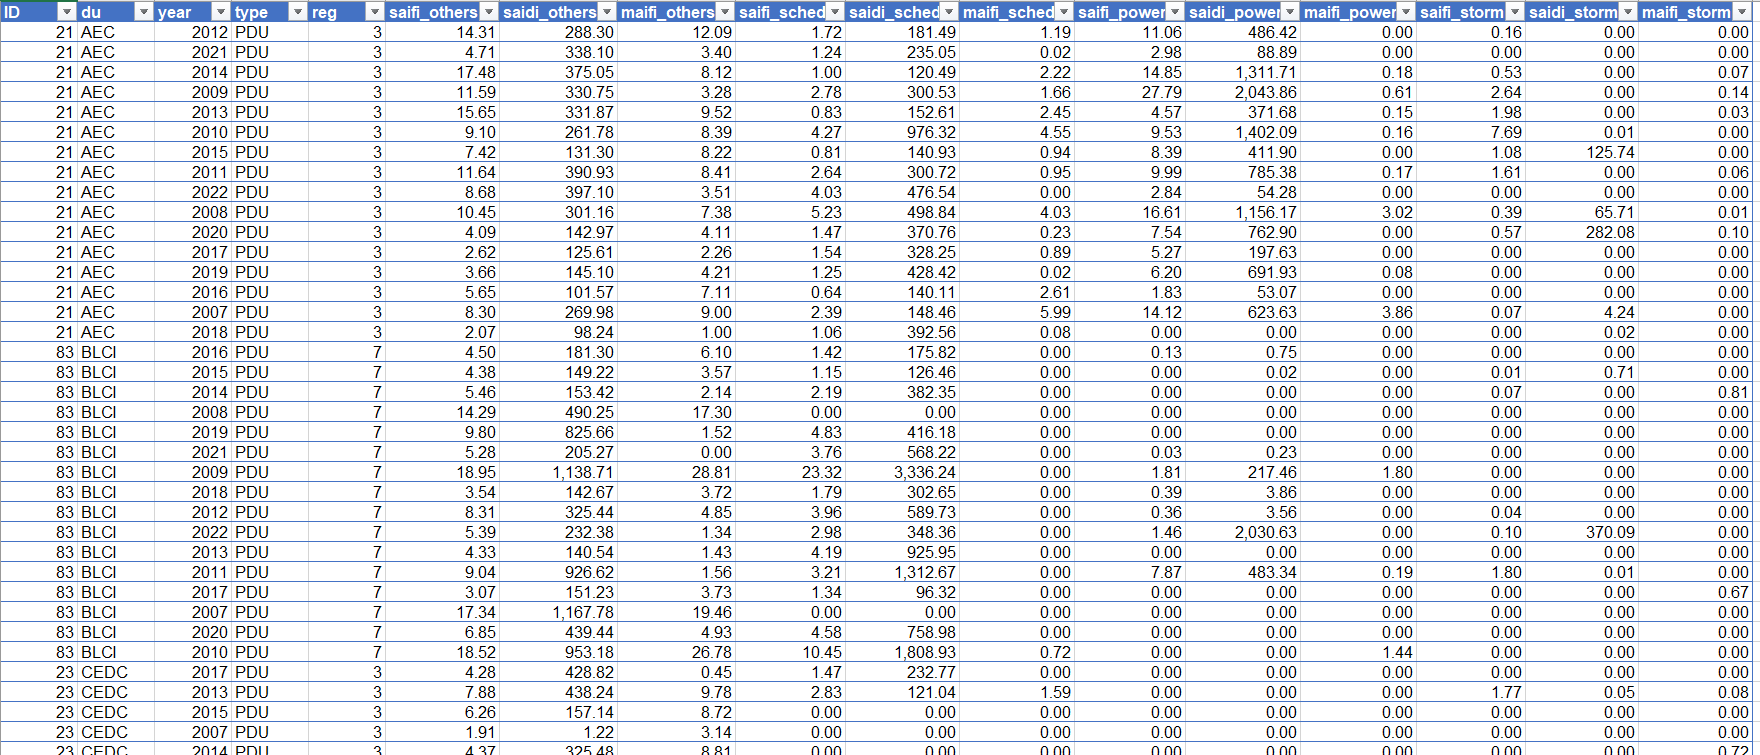 ID du year type reg saifi_others saidi_others maifi_others saifi_sched saidi_sched maifi_sched saifi_power saidi_power maifi_power saifi_storm saidi_storm maifi_storm
21 AEC 2012 PDU 3 14.31 288.30 12.09 1.72 181.49 1.19 11.06 486.42 0.00 0.16 0.00 0.00
21 AEC 2021 PDU 3 4.71 338.10 3.40 1.24 235.05 0.02 2.98 88.89 0.00 0.00 0.00 0.00
21 AEC 2014 PDU 3 17.48 375.05 8.12 1.00 120.49 2.22 14.85 1,311.71 0.18 0.53 0.00 0.07
21 AEC 2009 PDU 3 11.59 330.75 3.28 2.78 300.53 1.66 27.79 2,043.86 0.61 2.64 0.00 0.14
21 AEC 2013 PDU 3 15.65 331.87 9.52 0.83 152.61 2.45 4.57 371.68 0.15 1.98 0.00 0.03
21 AEC 2010 PDU 3 9.10 261.78 8.39 4.27 976.32 4.55 9.53 1,402.09 0.16 7.69 0.01 0.00
21 AEC 2015 PDU 3 7.42 131.30 8.22 0.81 140.93 0.94 8.39 411.90 0.00 1.08 125.74 0.00
21 AEC 2011 PDU 3 11.64 390.93 8.41 2.64 300.72 0.95 9.99 785.38 0.17 1.61 0.00 0.06
21 AEC 2022 PDU 3 8.68 397.10 3.51 4.03 476.54 0.00 2.84 54.28 0.00 0.00 0.00 0.00
21 AEC 2008 PDU 3 10.45 301.16 7.38 5.23 498.84 4.03 16.61 1,156.17 3.02 0.39 65.71 0.01
21 AEC 2020 PDU 3 4.09 142.97 4.11 1.47 370.76 0.23 7.54 762.90 0.00 0.57 282.08 0.10
21 AEC 2017 PDU 3 2.62 125.61 2.26 1.54 328.25 0.89 5.27 197.63 0.00 0.00 0.00 0.00
21 AEC 2019 PDU 3 3.66 145.10 4.21 1.25 428.42 0.02 6.20 691.93 0.08 0.00 0.00 0.00
21 AEC 2016 PDU 3 5.65 101.57 7.11 0.64 140.11 2.61 1.83 53.07 0.00 0.00 0.00 0.00
21 AEC 2007 PDU 3 8.30 269.98 9.00 2.39 148.46 5.99 14.12 623.63 3.86 0.07 4.24 0.00
21 AEC 2018 PDU 3 2.07 98.24 1.00 1.06 392.56 0.08 0.00 0.00 0.00 0.00 0.02 0.00
83 BLCI 2016 PDU 7 4.50 181.30 6.10 1.42 175.82 0.00 0.13 0.75 0.00 0.00 0.00 0.00
83 BLCI 2015 PDU 7 4.38 149.22 3.57 1.15 126.46 0.00 0.00 0.02 0.00 0.01 0.71 0.00
83 BLCI 2014 PDU 7 5.46 153.42 2.14 2.19 382.35 0.00 0.00 0.00 0.00 0.07 0.00 0.81
83 BLCI 2008 PDU 7 14.29 490.25 17.30 0.00 0.00 0.00 0.00 0.00 0.00 0.00 0.00 0.00
83 BLCI 2019 PDU 7 9.80 825.66 1.52 4.83 416.18 0.00 0.00 0.00 0.00 0.00 0.00 0.00
83 BLCI 2021 PDU 7 5.28 205.27 0.00 3.76 568.22 0.00 0.03 0.23 0.00 0.00 0.00 0.00
83 BLCI 2009 PDU 7 18.95 1,138.71 28.81 23.32 3,336.24 0.00 1.81 217.46 1.80 0.00 0.00 0.00
83 BLCI 2018 PDU 7 3.54 142.67 3.72 1.79 302.65 0.00 0.39 3.86 0.00 0.00 0.00 0.00
83 BLCI 2012 PDU 7 8.31 325.44 4.85 3.96 589.73 0.00 0.36 3.56 0.00 0.04 0.00 0.00
83 BLCI 2022 PDU 7 5.39 232.38 1.34 2.98 348.36 0.00 1.46 2,030.63 0.00 0.10 370.09 0.00
83 BLCI 2013 PDU 7 4.33 140.54 1.43 4.19 925.95 0.00 0.00 0.00 0.00 0.00 0.00 0.00
83 BLCI 2011 PDU 7 9.04 926.62 1.56 3.21 1,312.67 0.00 7.87 483.34 0.19 1.80 0.01 0.00
83 BLCI 2017 PDU 7 3.07 151.23 3.73 1.34 96.32 0.00 0.00 0.00 0.00 0.00 0.00 0.67
83 BLCI 2007 PDU 7 17.34 1,167.78 19.46 0.00 0.00 0.00 0.00 0.00 0.00 0.00 0.00 0.00
83 BLCI 2020 PDU 7 6.85 439.44 4.93 4.58 758.98 0.00 0.00 0.00 0.00 0.00 0.00 0.00
83 BLCI 2010 PDU 7 18.52 953.18 26.78 10.45 1,808.93 0.72 0.00 0.00 1.44 0.00 0.00 0.00
23 CEDC 2017 PDU 3 4.28 428.82 0.45 1.47 232.77 0.00 0.00 0.00 0.00 0.00 0.00 0.00
23 CEDC 2013 PDU 3 7.88 438.24 9.78 2.83 121.04 1.59 0.00 0.00 0.00 1.77 0.05 0.08
23 CEDC 2015 PDU 3 6.26 157.14 8.72 0.00 0.00 0.00 0.00 0.00 0.00 0.00 0.00 0.00
23 CEDC 2007 PDU 3 1.91 1.22 3.14 0.00 0.00 0.00 0.00 0.00 0.00 0.00 0.00 0.00
23 CEDC 2014 PDU 3 4.37 325.48 8.81 0.00 0.00 0.00 0.00 0.00 0.00 0.00 0.00 0.72